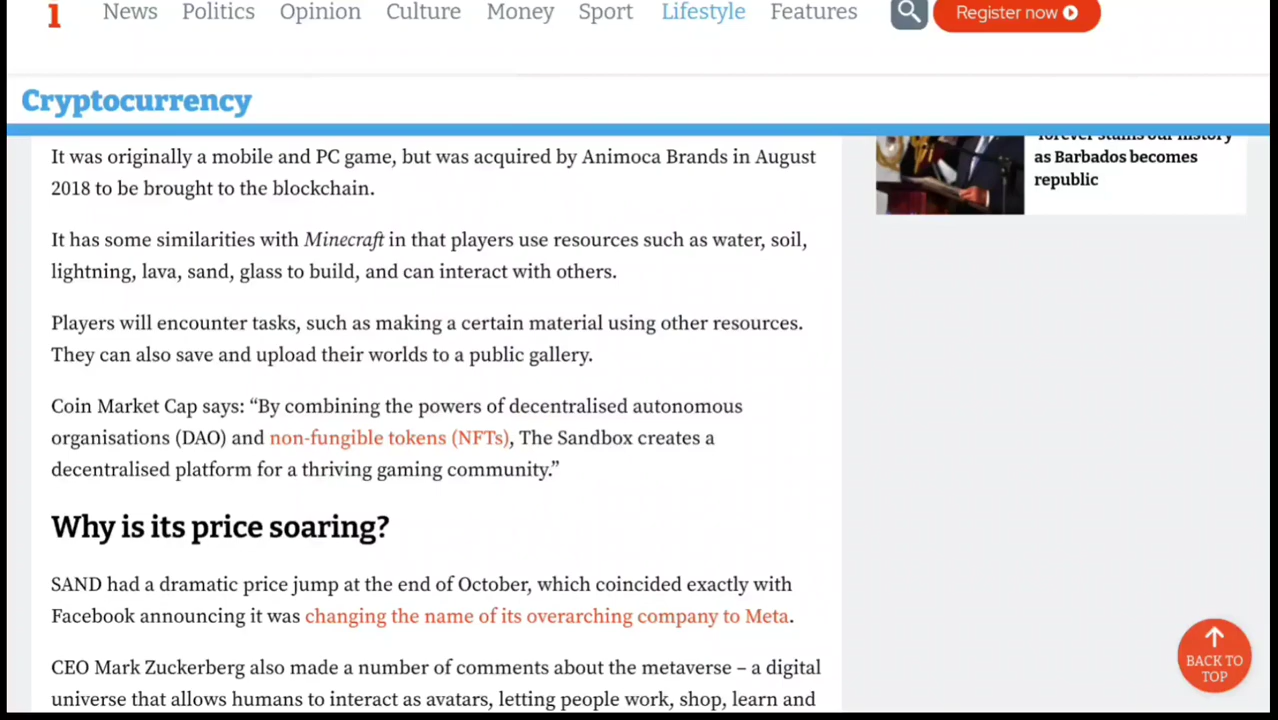 1 News Politics Opinion Culture Money Sport Lifestyle Features Register now
Cryptocurrency
It was originally a mobile and PC game, but was acquired by Animoca Brands in August
2018 to be brought to the blockchain.
It has some similarities with Minecraft in that players use resources such as water, soil,
lightning, lava, sand, glass to build, and can interact with others.
Players will encounter tasks, such as making a certain material using other resources.
They can also save and upload their worlds to a public gallery.
Coin Market Cap says: “By combining the powers of decentralised autonomous
organisations (DAO) and non-fungible tokens (NFTs), The Sandbox creates a
decentralised platform for a thriving gaming community.”
Why is its price soaring?
SAND had a dramatic price jump at the end of October, which coincided exactly with
Facebook announcing it was changing the name of its overarching company to Meta.
CEO Mark Zuckerberg also made a number of comments about the metaverse – a digital
universe that allows humans to interact as avatars, letting people work, shop, learn and
forever stains our history
as Barbados becomes
republic
BACK TO
TOP